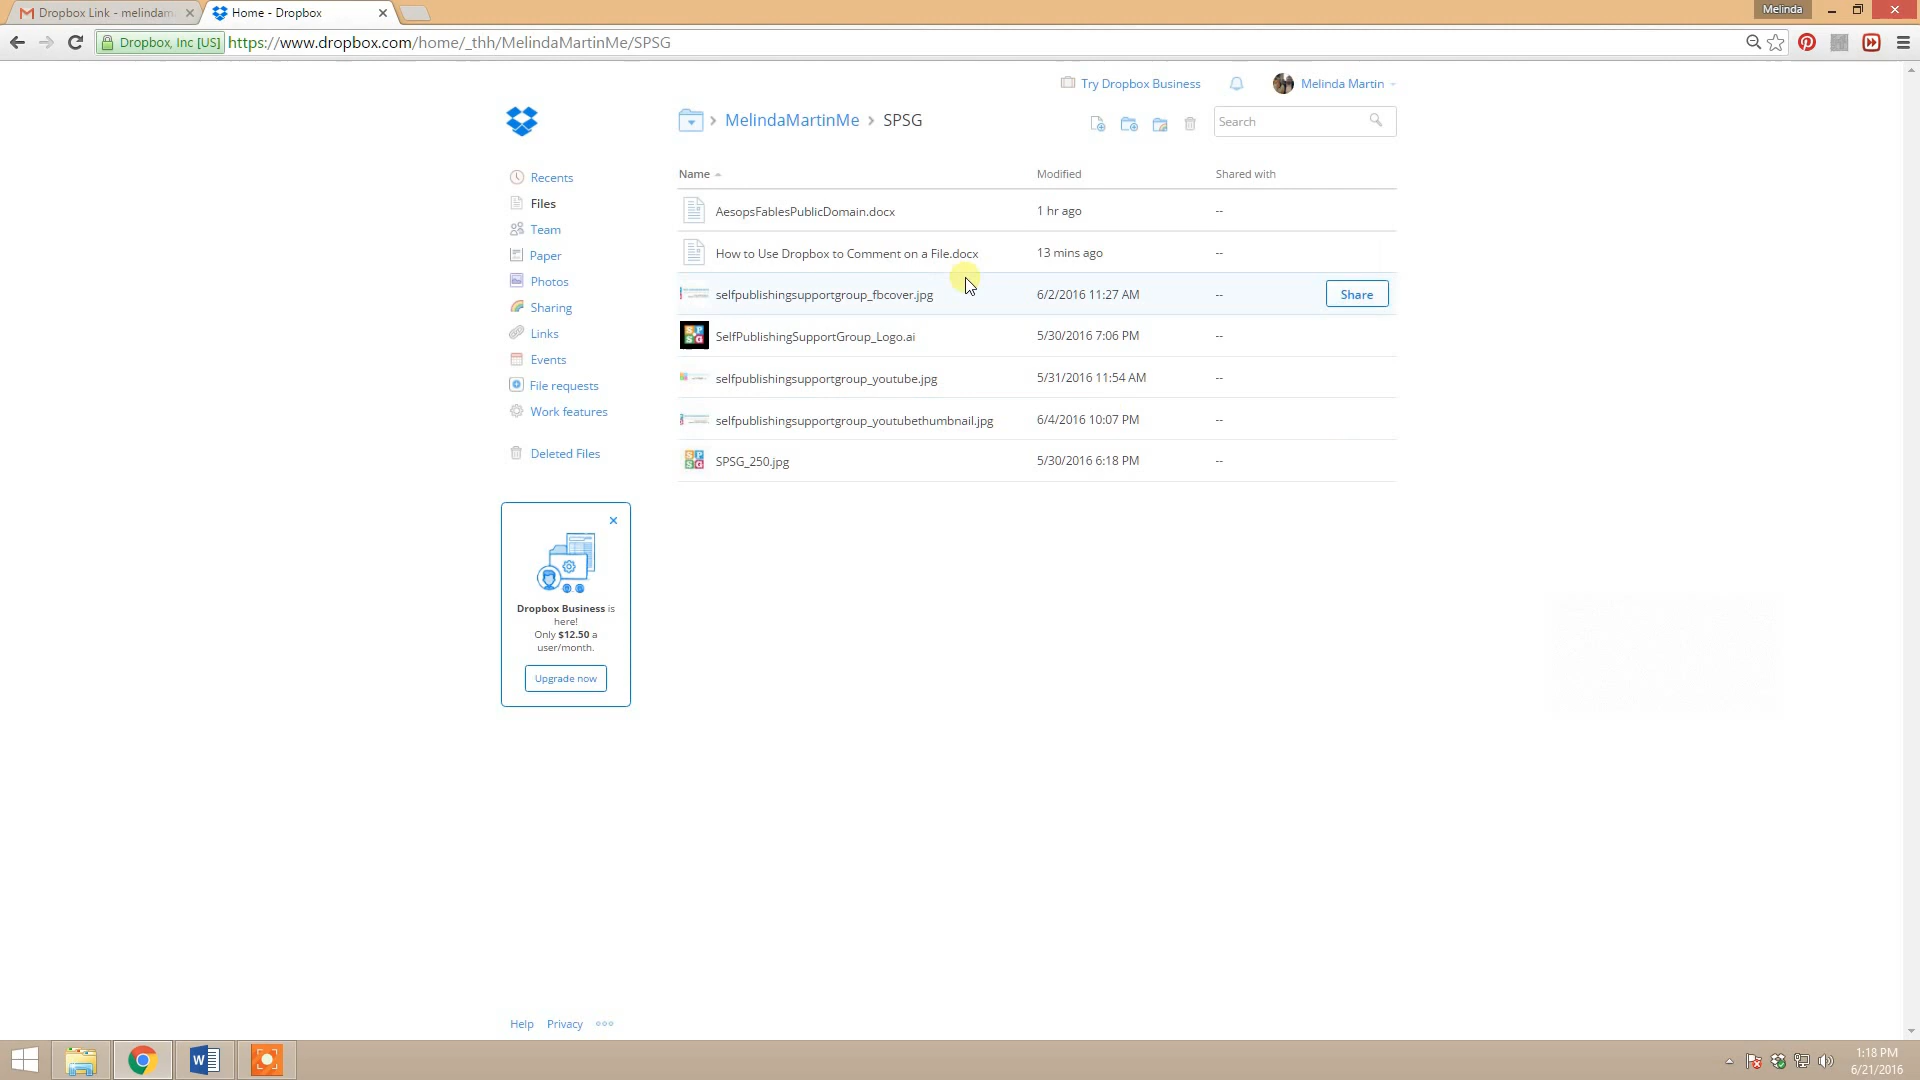 Dropbox Link - melindam
Home - Dropbox
Melinda
Dropbox, Inc [US] https://www.dropbox.com/home/_thh/MelindaMartinMe/SPSG
Try Dropbox Business
Melinda Martin
MelindaMartinMe
SPSG
Search
Recents
Files
Team
Paper
Photos
Sharing
Links
Events
File requests
Work features
Deleted Files
Name Modified Shared with
AesopsFablesPublicDomain.docx 1 hr ago --
How to Use Dropbox to Comment on a File.docx 13 mins ago --
selfpublishingsupportgroup_fbcover.jpg 6/2/2016 11:27 AM -- Share
SelfPublishingSupportGroup_Logo.ai 5/30/2016 7:06 PM --
selfpublishingsupportgroup_youtube.jpg 5/31/2016 11:54 AM --
selfpublishingsupportgroup_youtubethumbnail.jpg 6/4/2016 10:07 PM --
SPSG_250.jpg 5/30/2016 6:18 PM --
Dropbox Business is
here!
Only $12.50 a
user/month.
Upgrade now
Help Privacy
1:18 PM
6/21/2016